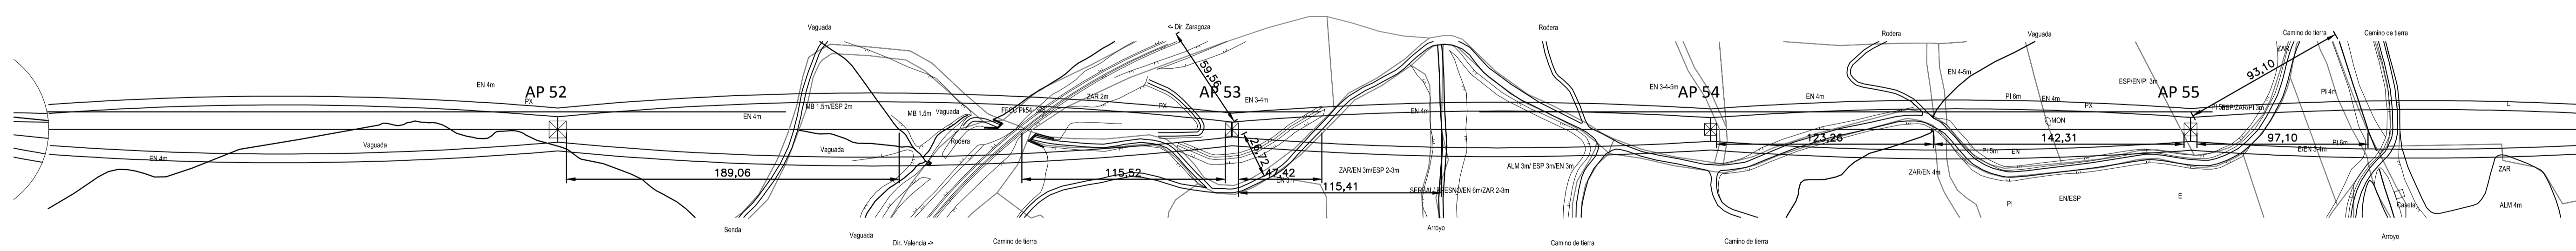 Vaguada
<- Dir. Zaragoza
Rodera
Rodera
Vaguada
Camino de tierra
Camino de tierra
ZAR
EN 4m
AP 52
PX
MB 1.5m/ESP 2m
EN 4m
MB 1,5m
Vaguada
ZAR 2m
59,56
AP 53
PX
EN 3-4m
EN 4m
EN 3-4-5m
AP 54
EN 4m
EN 4-5m
PI 6m
EN 4m
PX
MON
ESP/EN/PI 3m
AP 55
93,10
PI 4m
L
EN 4m
Vaguada
Vaguada
Rodera
26,72
123,26
142,31
97,10
PI 6m
PI 5m
EN
189,06
115,52
47,42
EN 3m
115,41
ZAR/EN 3m/ESP 2-3m
ALM 3m/ ESP 3m/EN 3m
ZAR/EN 4m
EN/ESP
PI
E
ZAR
Caseta
ALM 4m
Senda
Vaguada
Dir. Valencia ->
Camino de tierra
Arroyo
Camino de tierra
Camino de tierra
Arroyo